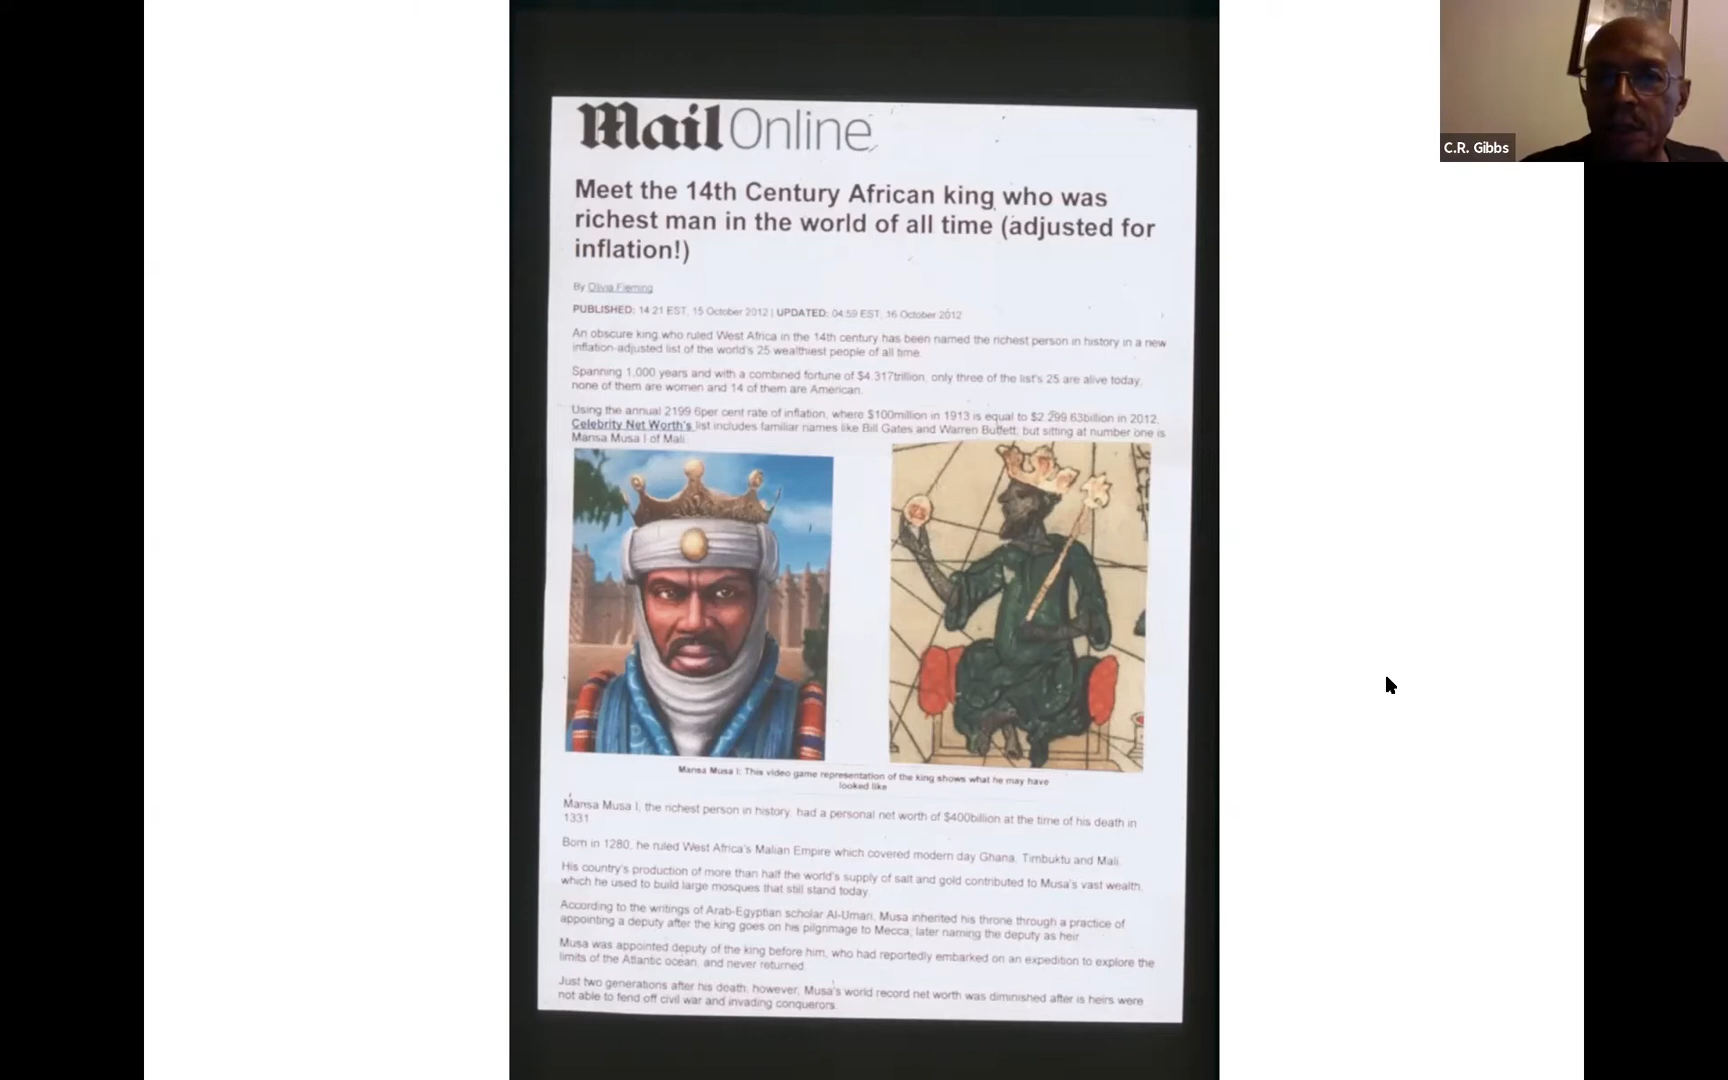 Mail Online
Meet the 14th Century African king who was
richest man in the world of all time (adjusted for
inflation!)
By Olivia Fleming
PUBLISHED: 14:21 EST, 15 October 2012 | UPDATED: 04:59 EST, 16 October 2012
An obscure king who ruled West Africa in the 14th century has been named the richest person in history in a new
inflation-adjusted list of the world's 25 wealthiest people of all time.
Spanning 1,000 years and with a combined fortune of $4.317trillion, only three of the list's 25 are alive today,
none of them are women and 14 of them are American.
Using the annual 2199.6per cent rate of inflation, where $100million in 1913 is equal to $2.299.63billion in 2012,
Celebrity Net Worth's list includes familiar names like Bill Gates and Warren Buffett, but sitting at number one is
Mansa Musa I of Mali.
Mansa Musa I: This video game representation of the king shows what he may have
looked like
Mansa Musa I, the richest person in history, had a personal net worth of $400billion at the time of his death in
1331
Born in 1280, he ruled West Africa's Malian Empire which covered modern day Ghana, Timbuktu and Mali.
His country's production of more than half the world's supply of salt and gold contributed to Musa's vast wealth,
which he used to build large mosques that still stand today.
According to the writings of Arab-Egyptian scholar Al-Umari, Musa inherited his throne through a practice of
appointing a deputy after the king goes on his pilgrimage to Mecca; later naming the deputy as heir
Musa was appointed deputy of the king before him, who had reportedly embarked on an expedition to explore the
limits of the Atlantic ocean, and never returned.
Just two generations after his death, however, Musa's world record net worth was diminished after is heirs were
not able to fend off civil war and invading conquerors.
C.R. Gibbs